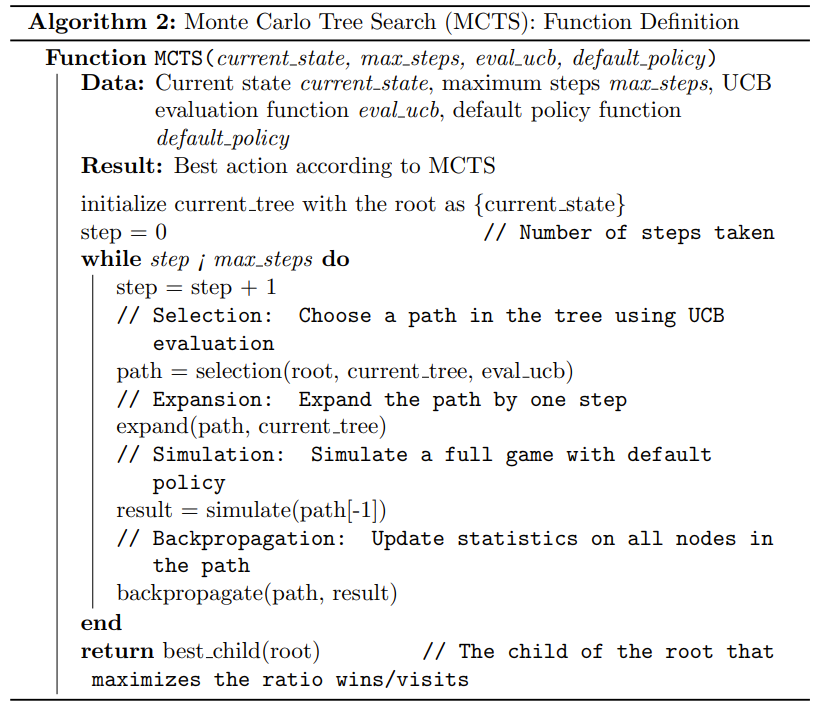 Algorithm 2: Monte Carlo Tree Search (MCTS): Function Definition
Function MCTS(current_state, max_steps, eval_ucb, default_policy)
Data: Current state current_state, maximum steps max_steps, UCB
evaluation function eval_ucb, default policy function
default_policy
Result: Best action according to MCTS
initialize current_tree with the root as {current_state}
step = 0 // Number of steps taken
while step ¡ max_steps do
step = step + 1
// Selection: Choose a path in the tree using UCB
evaluation
path = selection(root, current_tree, eval_ucb)
// Expansion: Expand the path by one step
expand(path, current_tree)
// Simulation: Simulate a full game with default
policy
result = simulate(path[-1])
// Backpropagation: Update statistics on all nodes in
the path
backpropagate(path, result)
end
return best_child(root) // The child of the root that
maximizes the ratio wins/visits